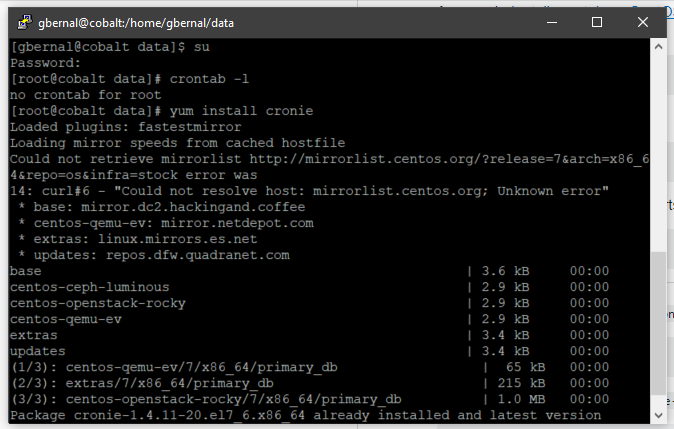 gbernal@cobalt:/home/gbernal/data
[gbernal@cobalt data]$ su
Password:
[root@cobalt data]# crontab -l
no crontab for root
[root@cobalt data]# yum install cronie
Loaded plugins: fastestmirror
Loading mirror speeds from cached hostfile
Could not retrieve mirrorlist http://mirrorlist.centos.org/?release=7&arch=x86_6
4&repo=os&infra=stock error was
14: curl#6 - "Could not resolve host: mirrorlist.centos.org; Unknown error"
 * base: mirror.dc2.hackingand.coffee
 * centos-qemu-ev: mirror.netdepot.com
 * extras: linux.mirrors.es.net
 * updates: repos.dfw.quadranet.com
base | 3.6 kB 00:00
centos-ceph-luminous | 2.9 kB 00:00
centos-openstack-rocky | 2.9 kB 00:00
centos-qemu-ev | 2.9 kB 00:00
extras | 3.4 kB 00:00
updates | 3.4 kB 00:00
(1/3): centos-qemu-ev/7/x86_64/primary_db | 65 kB 00:00
(2/3): extras/7/x86_64/primary_db | 215 kB 00:00
(3/3): centos-openstack-rocky/7/x86_64/primary_db | 1.0 MB 00:00
Package cronie-1.4.11-20.el7_6.x86_64 already installed and latest version